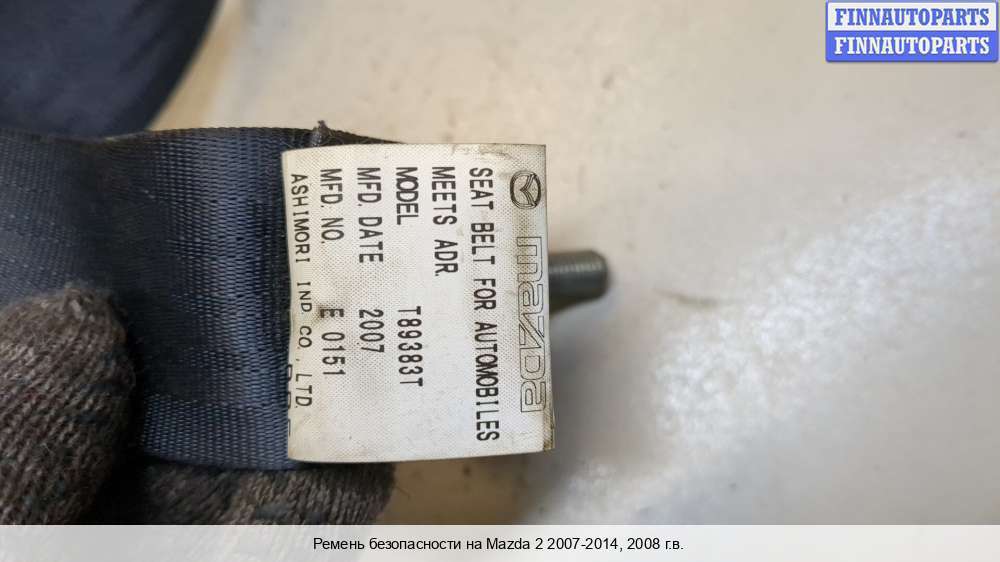 FINNAUTOPARTS
FINNAUTOPARTS
mazda
SEAT BELT FOR AUTOMOBILES
MEETS ADR.
MODEL T89383T
MFD. DATE 2007
MFD. NO. E 0151
ASHIMORI IND. CO., LTD.
Ремень безопасности на Mazda 2 2007-2014, 2008 г.в.